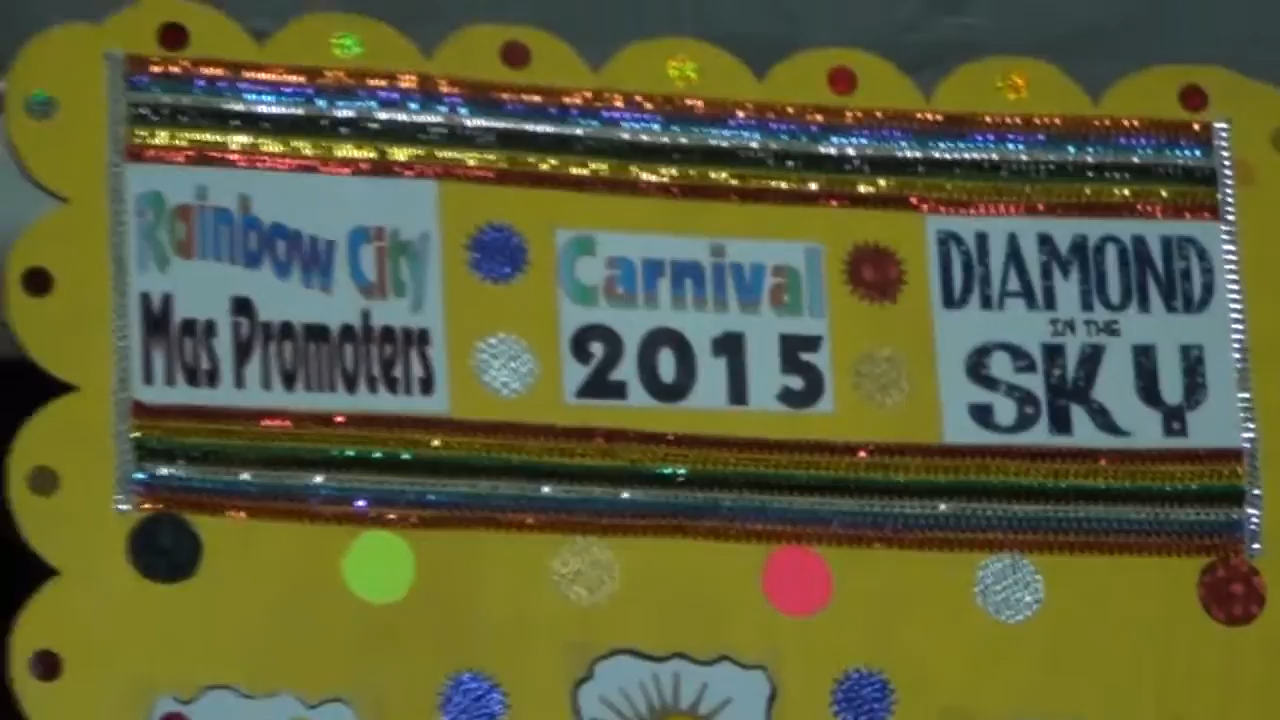 Rainbow City
Mas Promoters
Carnival
2015
DIAMOND
IN THE
SKY